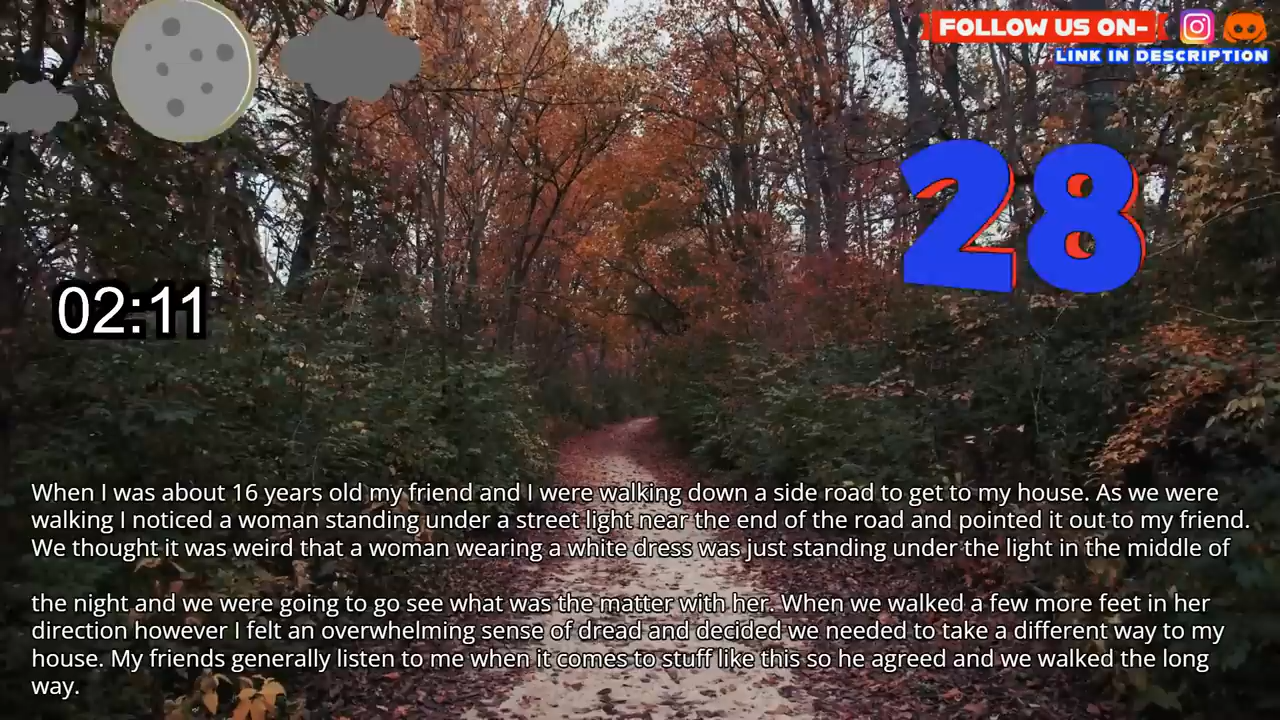 FOLLOW US ON-
LINK IN DESCRIPTION
28
02:11
When I was about 16 years old my friend and I were walking down a side road to get to my house. As we were
walking I noticed a woman standing under a street light near the end of the road and pointed it out to my friend.
We thought it was weird that a woman wearing a white dress was just standing under the light in the middle of
the night and we were going to go see what was the matter with her. When we walked a few more feet in her
direction however I felt an overwhelming sense of dread and decided we needed to take a different way to my
house. My friends generally listen to me when it comes to stuff like this so he agreed and we walked the long
way.